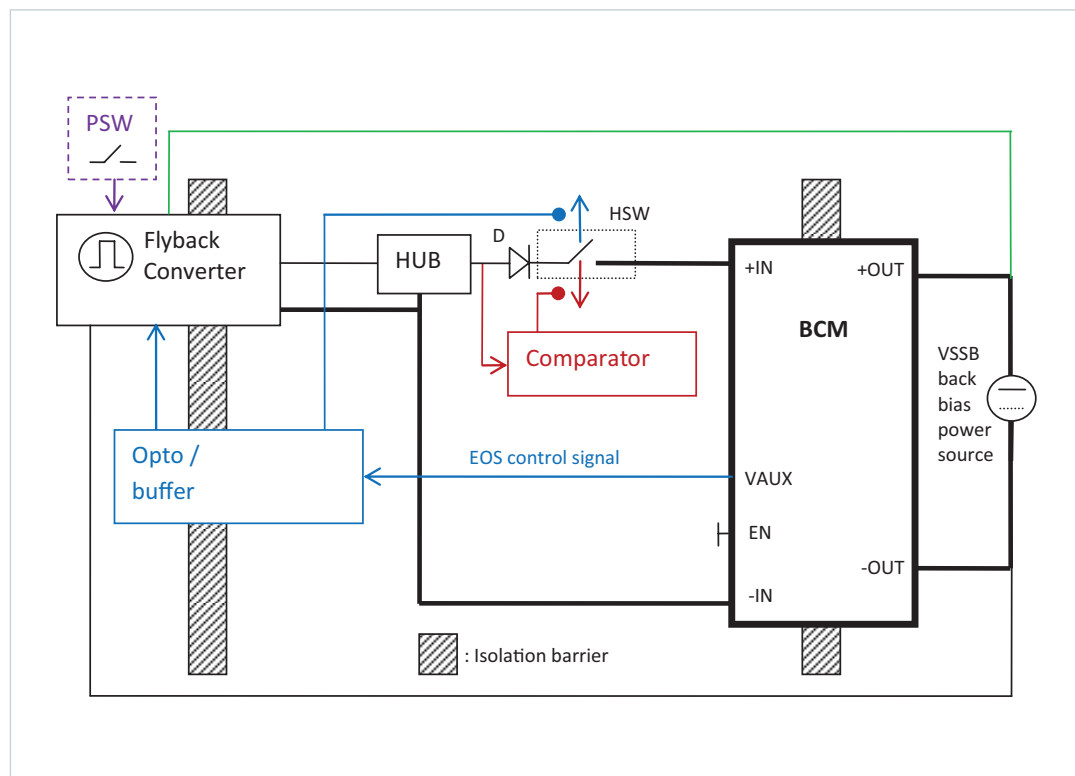 PSW
Flyback
Converter
HUB
D
HSW
+IN
+OUT
BCM
Comparator
VSSB
back
bias
power
source
Opto /
buffer
EOS control signal
VAUX
EN
-OUT
-IN
: Isolation barrier